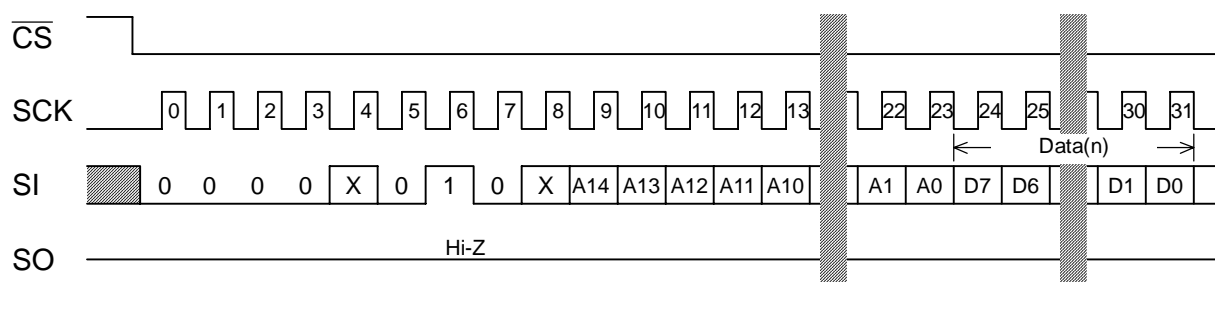 CS
SCK 0 1 2 3 4 5 6 7 8 9 10 11 12 13 22 23 24 25 30 31
Data(n)
SI 0 0 0 0 X 0 1 0 X A14 A13 A12 A11 A10 A1 A0 D7 D6 D1 D0
Hi-Z
SO